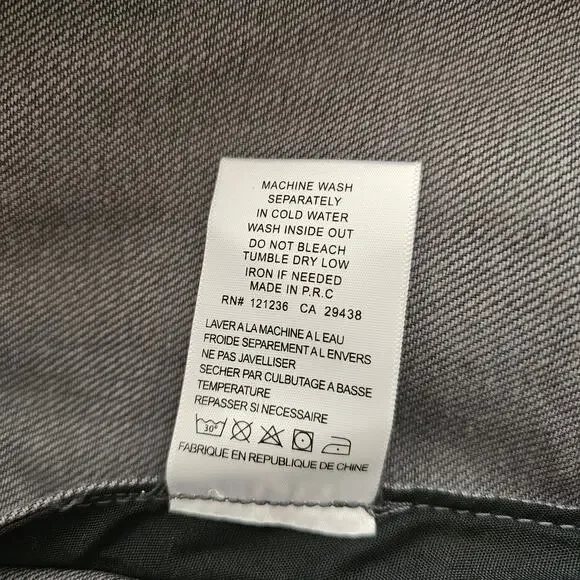 MACHINE WASH
SEPARATELY
IN COLD WATER
WASH INSIDE OUT
DO NOT BLEACH
TUMBLE DRY LOW
IRON IF NEEDED
MADE IN P.R.C
RN# 121236 CA 29438
LAVER A LA MACHINE A L EAU
FROIDE SEPAREMENT A L ENVERS
NE PAS JAVELLISER
SECHER PAR CULBUTAGE A BASSE
TEMPERATURE
REPASSER SI NECESSAIRE
30°
FABRIQUE EN REPUBLIQUE DE CHINE